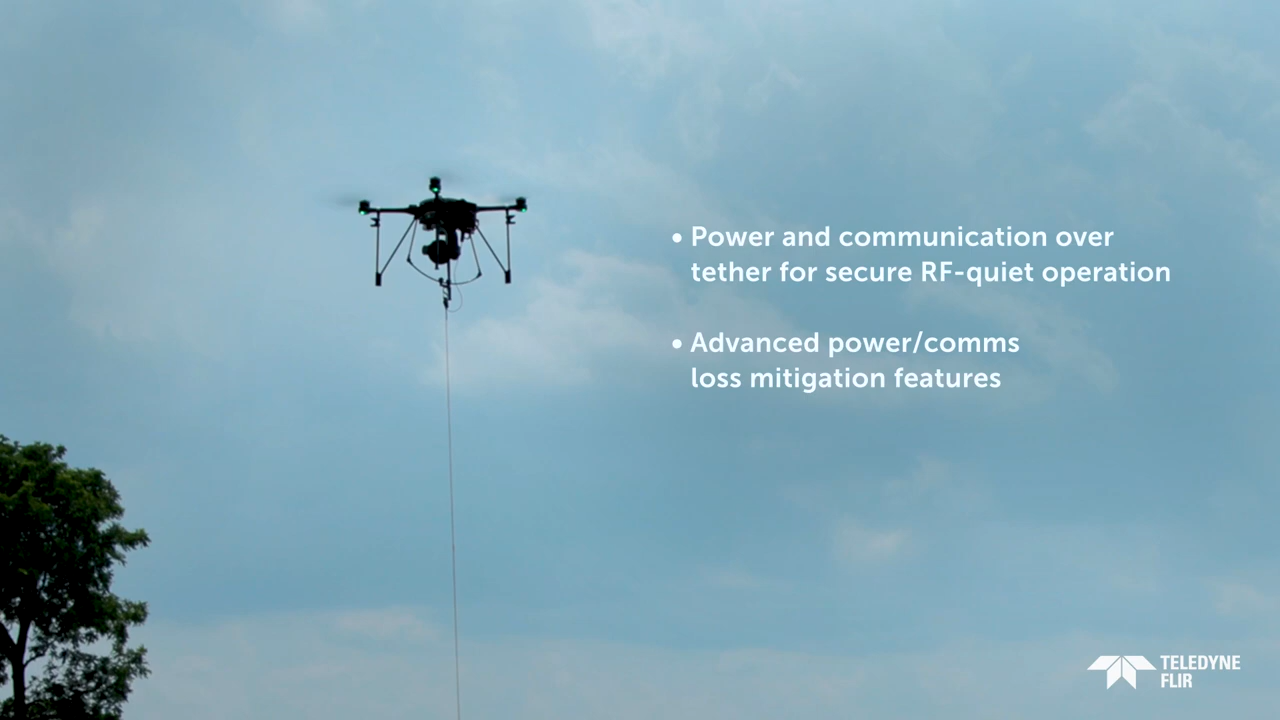 • Power and communication over
tether for secure RF-quiet operation
• Advanced power/comms
loss mitigation features
TELEDYNE
FLIR